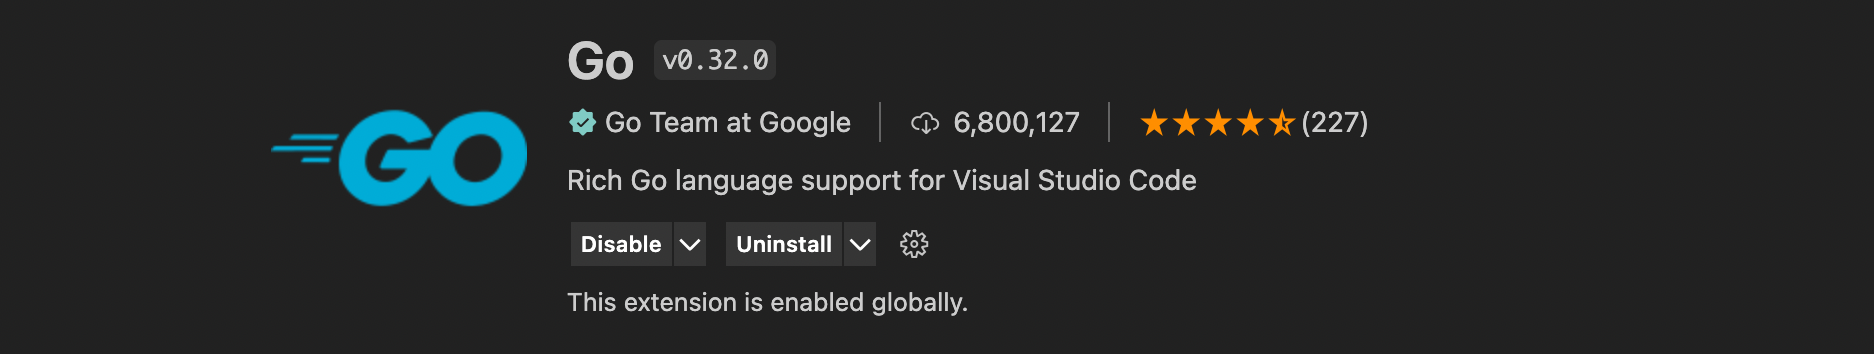 GO
Go v0.32.0
Go Team at Google 6,800,127 (227)
Rich Go language support for Visual Studio Code
Disable Uninstall
This extension is enabled globally.